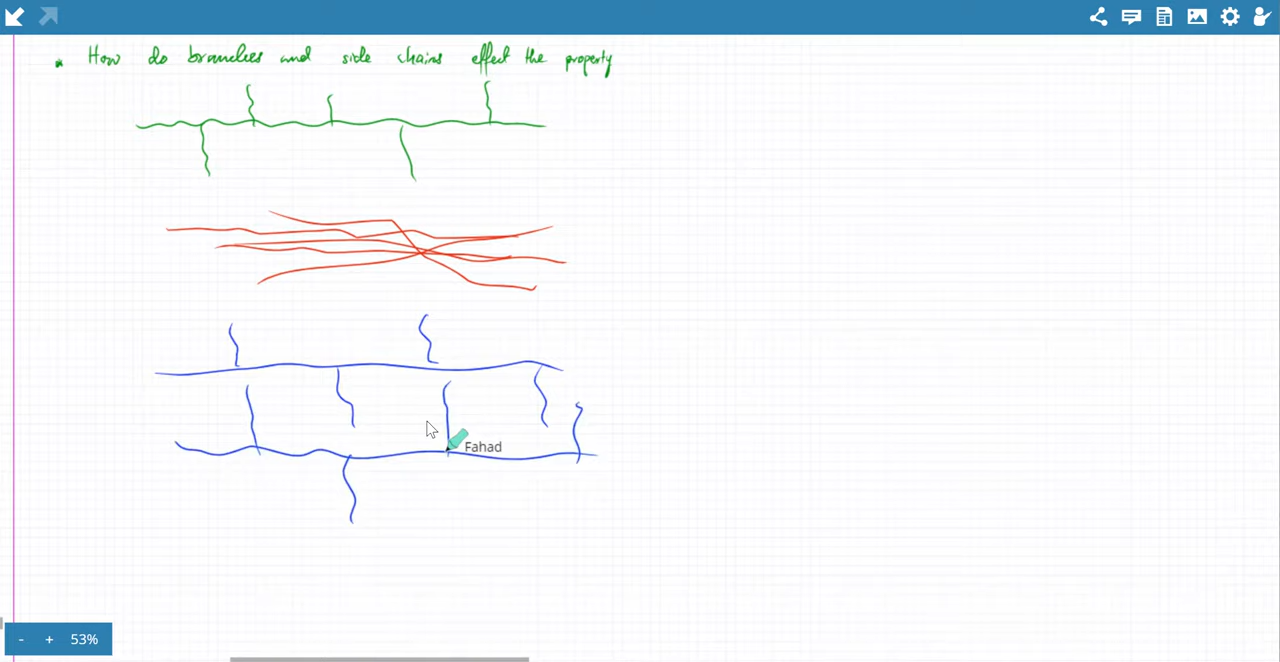 How do branches and side chains effect the property
Fahad
- + 53%